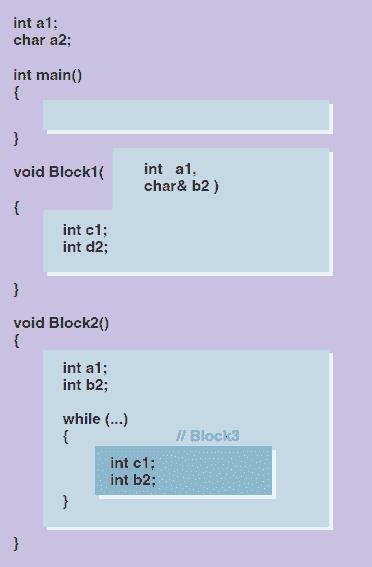 int a1;
char a2;
int main()
{
}
void Block1( int a1,
char& b2 )
{
int c1;
int d2;
}
void Block2()
{
int a1;
int b2;
while (...)
{ // Block3
int c1;
int b2;
}
}